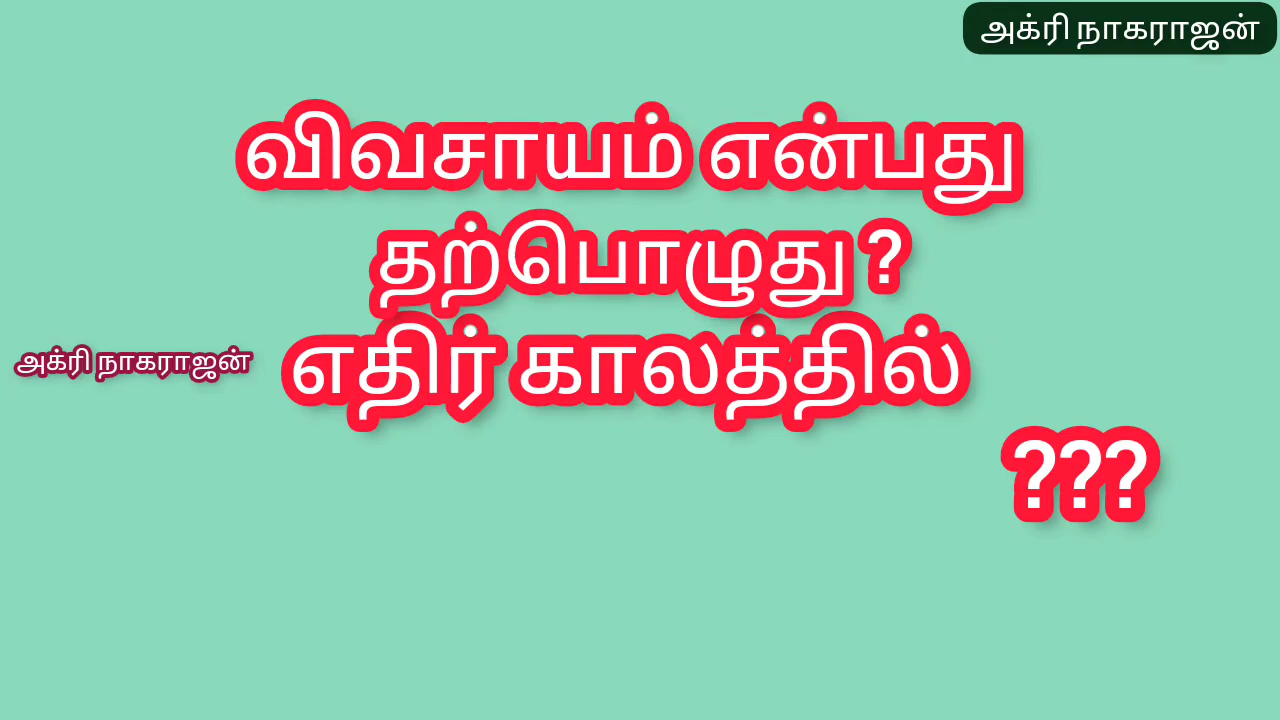 அக்ரி நாகராஜன்
விவசாயம் என்பது
தற்பொழுது ?
எதிர் காலத்தில்
அக்ரி நாகராஜன்
???